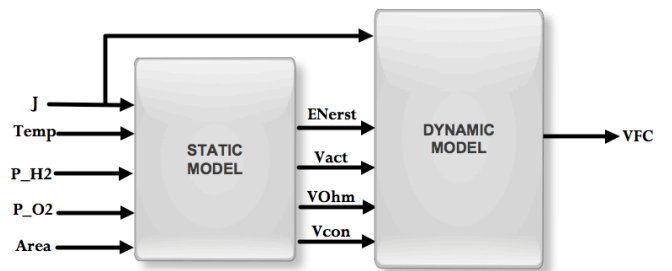 J
Temp
P_H2
P_O2
Area
STATIC
MODEL
ENerst
Vact
VOhm
Vcon
DYNAMIC
MODEL
VFC